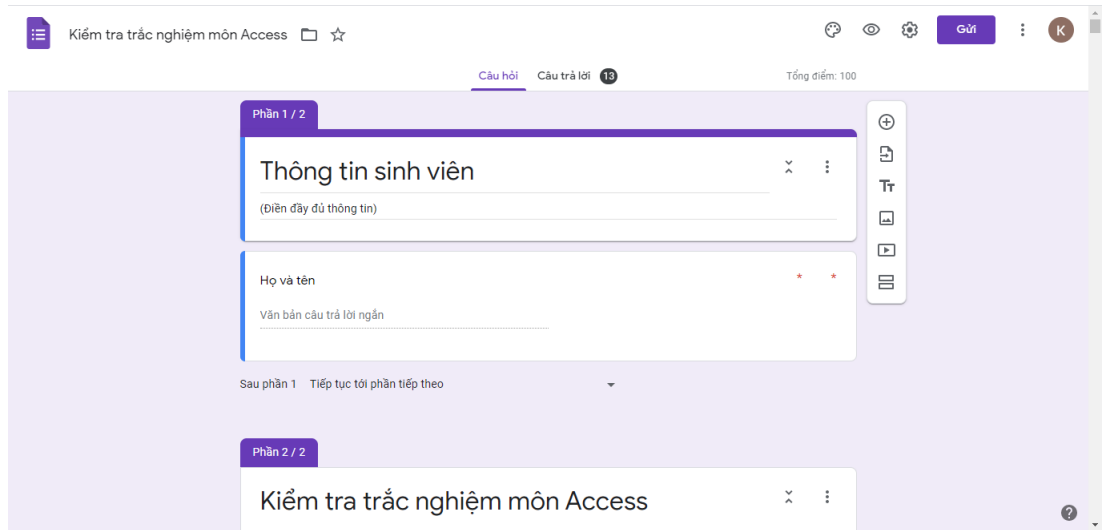 Kiểm tra trắc nghiệm môn Access
Gửi
K
Câu hỏi Câu trả lời 13 Tổng điểm: 100
Phần 1 / 2
Thông tin sinh viên
(Điền đầy đủ thông tin)
Họ và tên * *
Văn bản câu trả lời ngắn
Sau phần 1 Tiếp tục tới phần tiếp theo
Phần 2 / 2
Kiểm tra trắc nghiệm môn Access